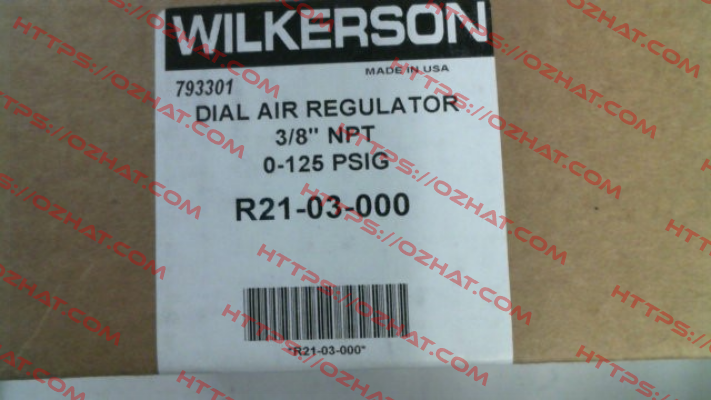 WILKERSON
MADE IN USA
793301
DIAL AIR REGULATOR
3/8" NPT
0-125 PSIG
R21-03-000
*R21-03-000*
HTTPS://OZHAT.COM